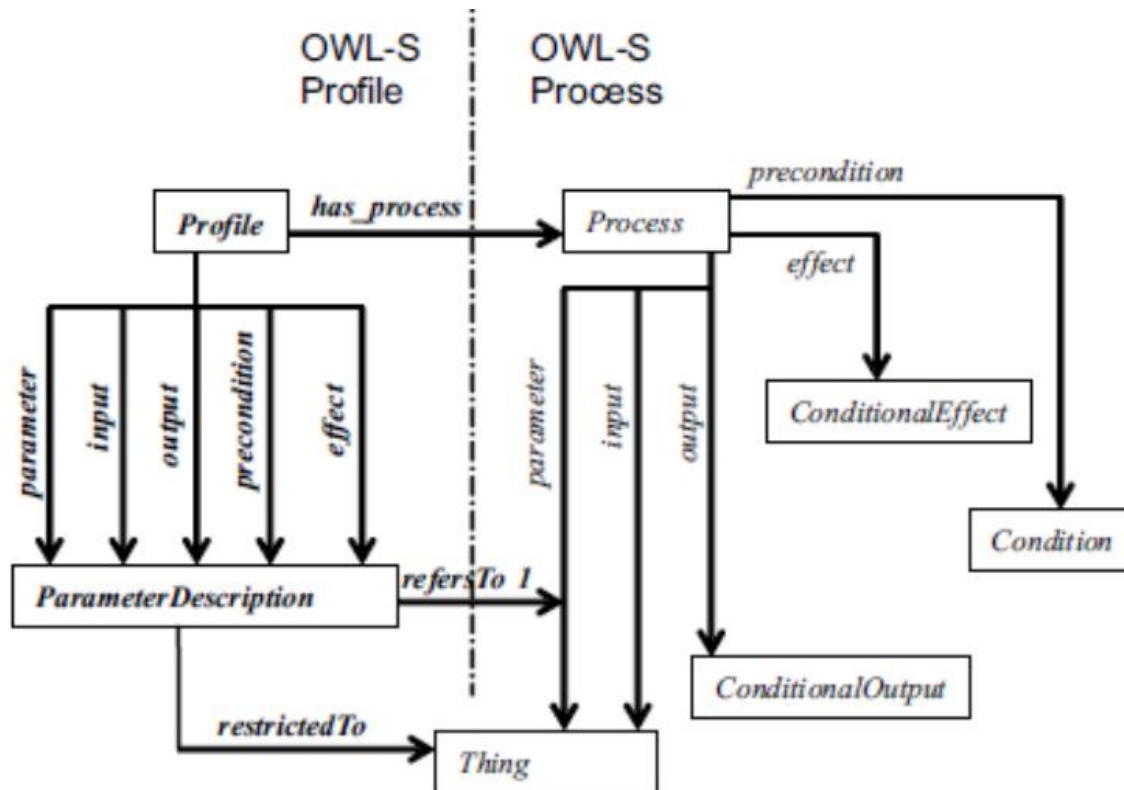 OWL-S
Profile
OWL-S
Process
precondition
Profile
has_process
Process
effect
parameter
input
output
precondition
effect
parameter
input
output
ConditionalEffect
Condition
ParameterDescription
refersTo 1
ConditionalOutput
restrictedTo
Thing